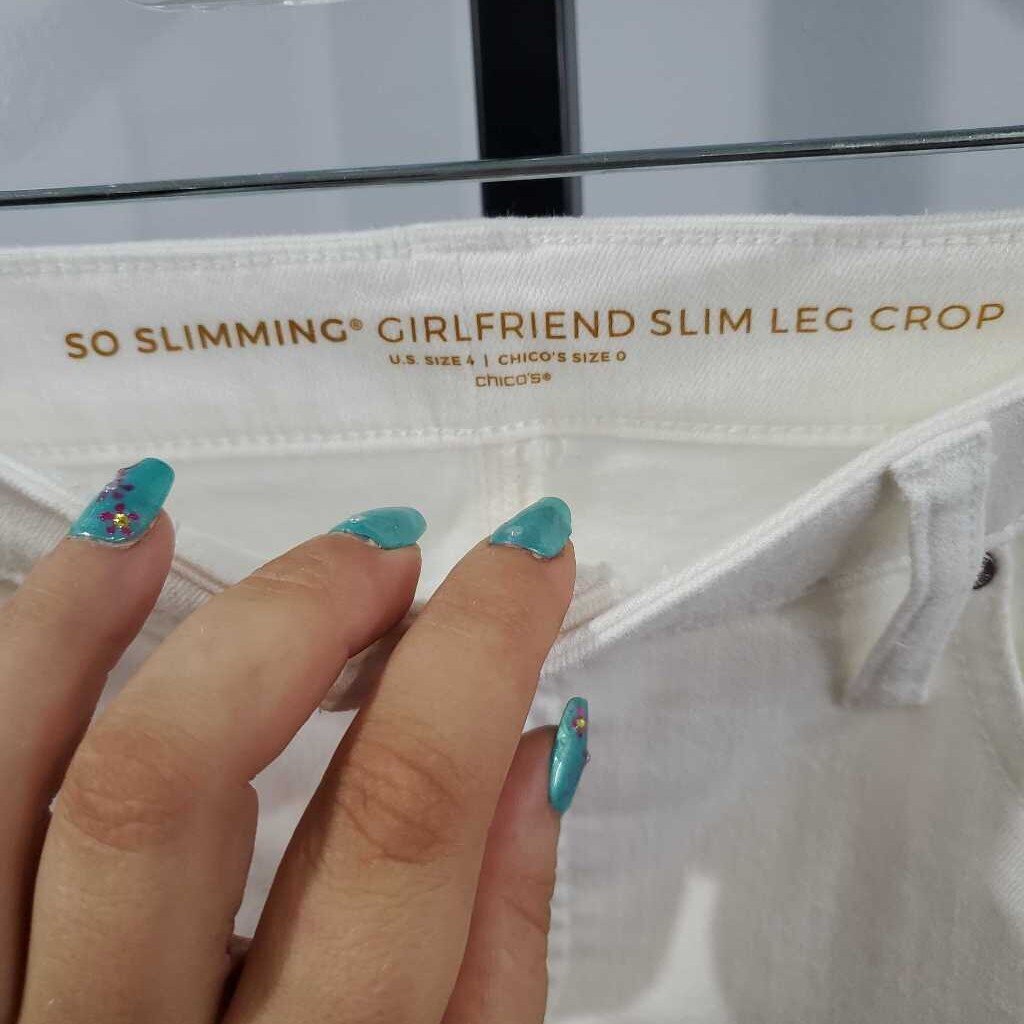 SO SLIMMING® GIRLFRIEND SLIM LEG CROP
U.S. SIZE 4 | CHICO'S SIZE 0
chico's®